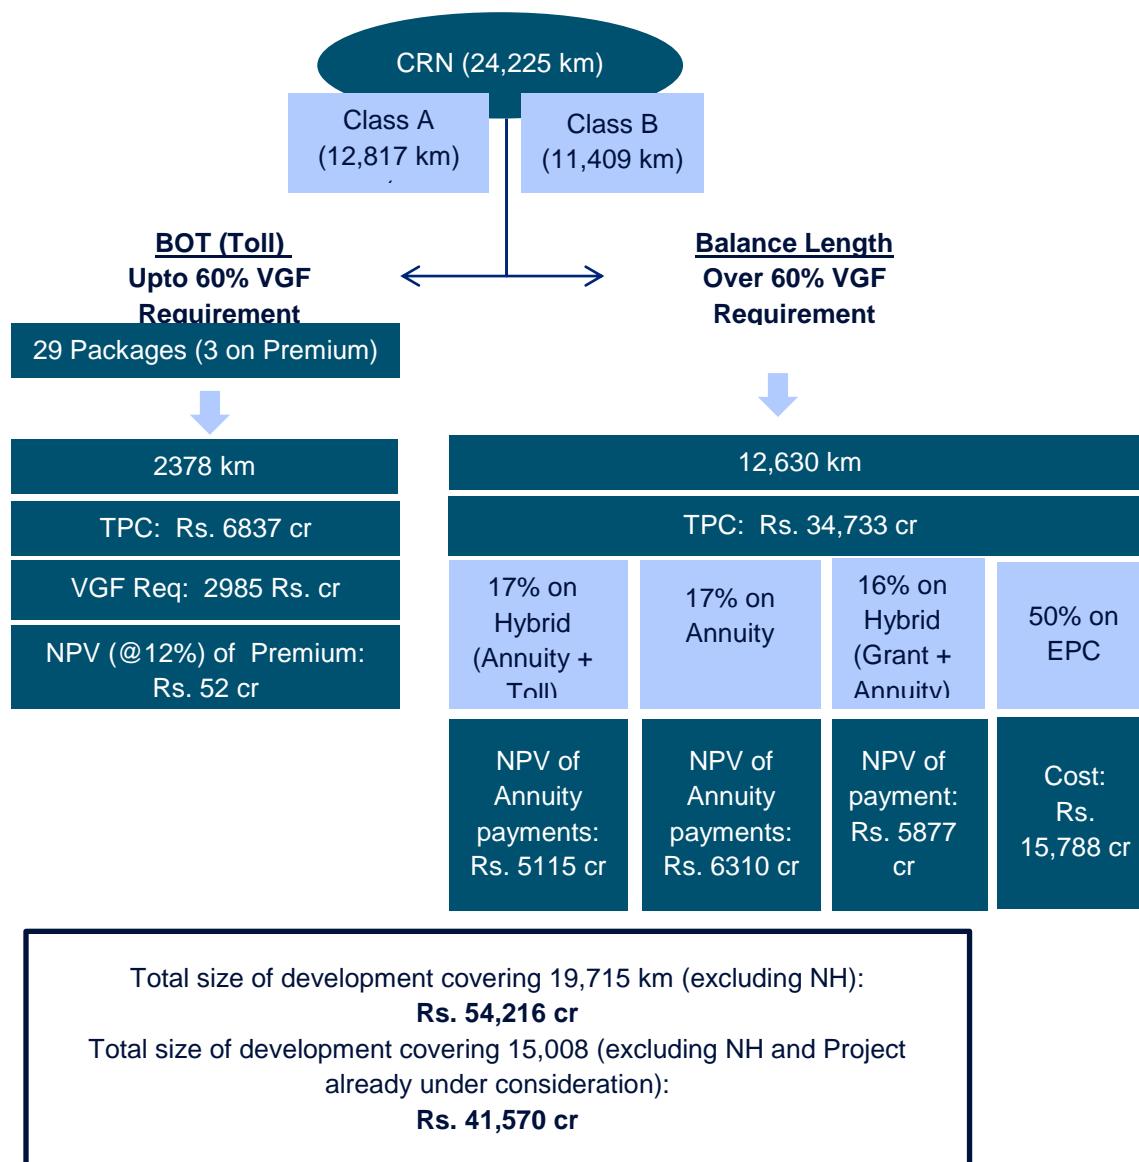 CRN (24,225 km)
Class A
(12,817 km)
Class B
(11,409 km)
BOT (Toll)
Upto 60% VGF
Requirement
Balance Length
Over 60% VGF
Requirement
29 Packages (3 on Premium)
2378 km
TPC: Rs. 6837 cr
VGF Req: 2985 Rs. cr
NPV (@12%) of Premium:
Rs. 52 cr
12,630 km
TPC: Rs. 34,733 cr
17% on
Hybrid
(Annuity +
Toll)
17% on
Annuity
16% on
Hybrid
(Grant +
Annuity)
50% on
EPC
NPV of
Annuity
payments:
Rs. 5115 cr
NPV of
Annuity
payments:
Rs. 6310 cr
NPV of
payment:
Rs. 5877
cr
Cost:
Rs.
15,788 cr
Total size of development covering 19,715 km (excluding NH):
Rs. 54,216 cr
Total size of development covering 15,008 (excluding NH and Project
already under consideration):
Rs. 41,570 cr